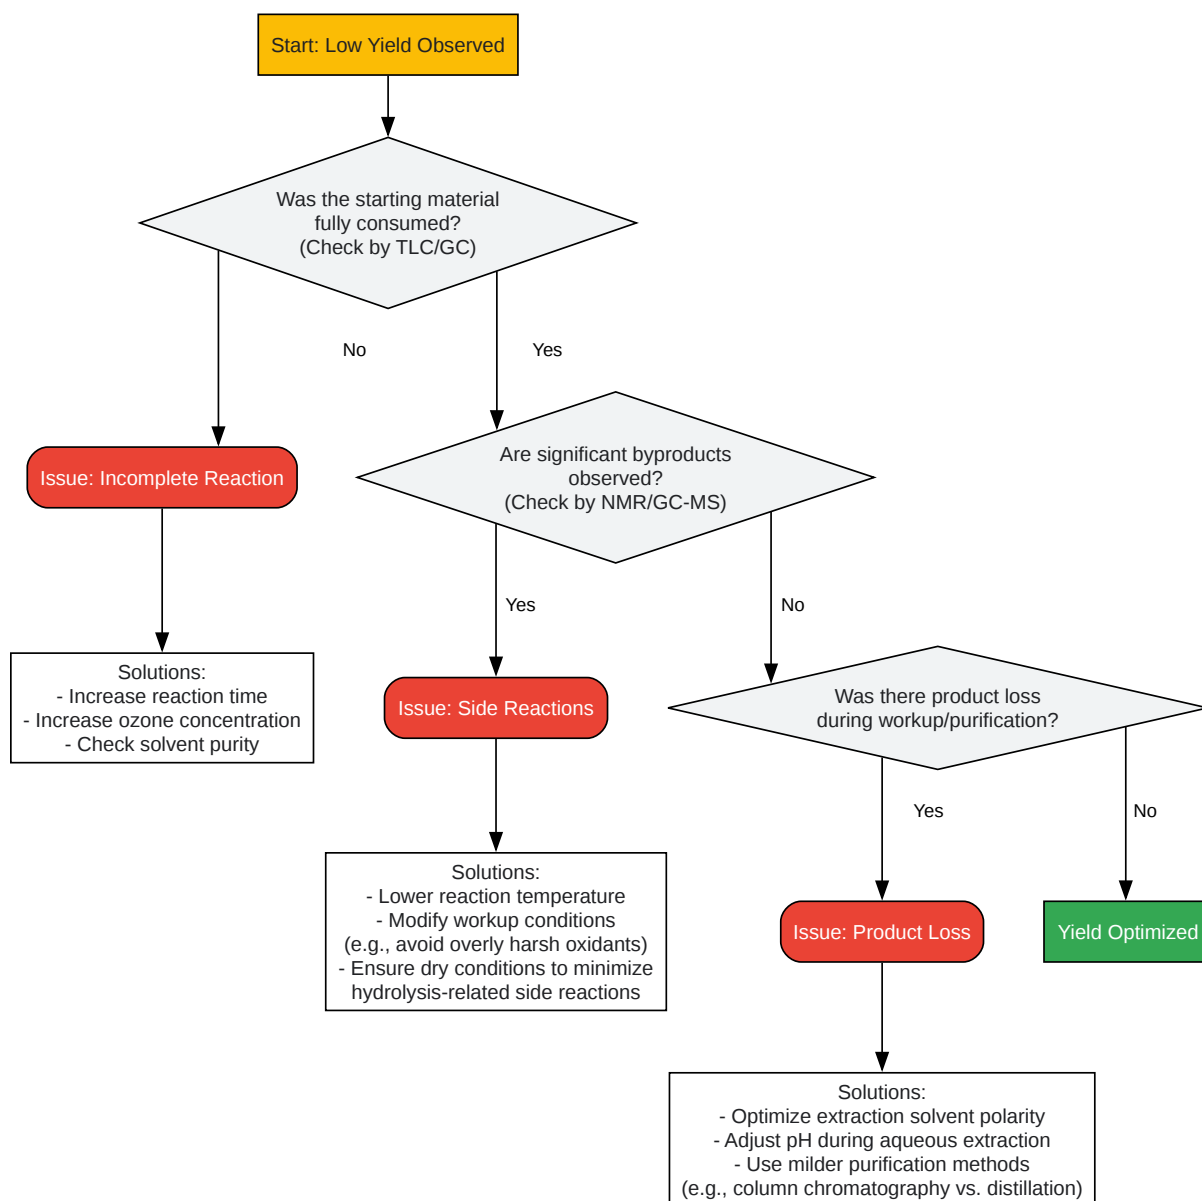 Start: Low Yield Observed
Was the starting material
fully consumed?
(Check by TLC/GC)
No
Yes
Are significant byproducts
observed?
(Check by NMR/GC-MS)
Issue: Incomplete Reaction
Yes
No
Solutions:
- Increase reaction time
- Increase ozone concentration
- Check solvent purity
Issue: Side Reactions
Was there product loss
during workup/purification?
Yes
No
Solutions:
- Lower reaction temperature
- Modify workup conditions
(e.g., avoid overly harsh oxidants)
- Ensure dry conditions to minimize
hydrolysis-related side reactions
Issue: Product Loss
Yield Optimized
Solutions:
- Optimize extraction solvent polarity
- Adjust pH during aqueous extraction
- Use milder purification methods
(e.g., column chromatography vs. distillation)